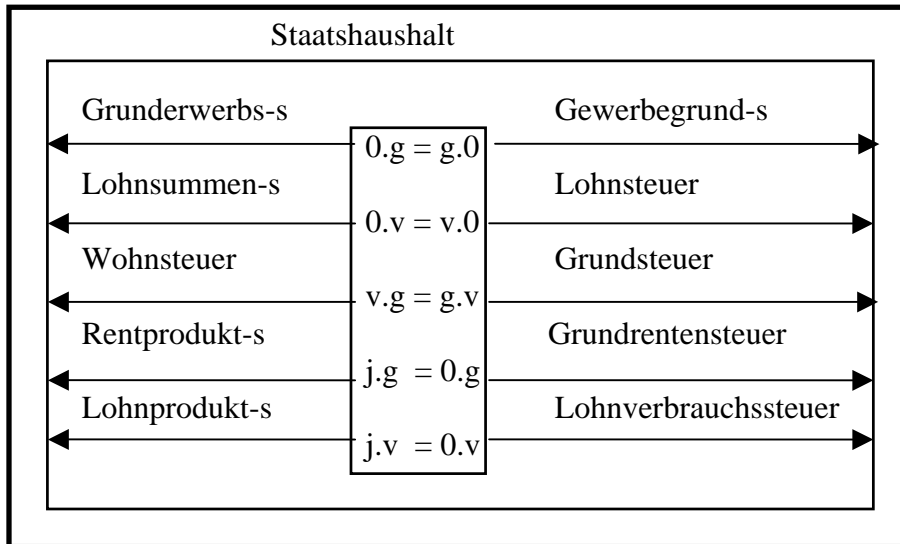 Staatshaushalt
Grunderwerbs-s Gewerbegrund-s
0.g = g.0
Lohnsummen-s Lohnsteuer
0.v = v.0
Wohnsteuer Grundsteuer
v.g = g.v
Rentprodukt-s Grundrentensteuer
j.g = 0.g
Lohnprodukt-s Lohnverbrauchssteuer
j.v = 0.v